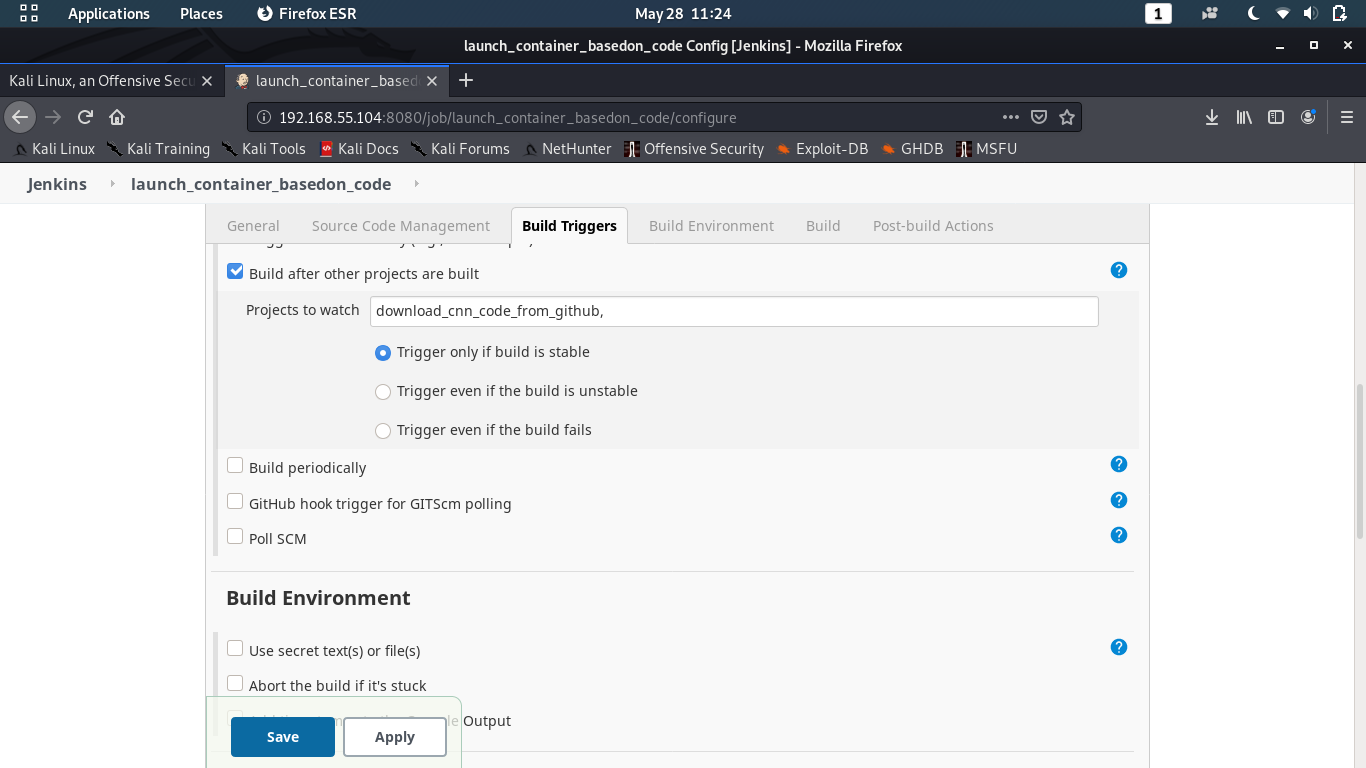 Applications Places Firefox ESR May 28 11:24 1
launch_container_basedon_code Config [Jenkins] - Mozilla Firefox
Kali Linux, an Offensive Secu launch_container_based
192.168.55.104:8080/job/launch_container_basedon_code/configure
Kali Linux Kali Training Kali Tools Kali Docs Kali Forums NetHunter Offensive Security Exploit-DB GHDB MSFU
Jenkins launch_container_basedon_code
General Source Code Management Build Triggers Build Environment Build Post-build Actions
Build after other projects are built ?
Projects to watch download_cnn_code_from_github,
Trigger only if build is stable
Trigger even if the build is unstable
Trigger even if the build fails
Build periodically ?
GitHub hook trigger for GITScm polling ?
Poll SCM ?
Build Environment
Use secret text(s) or file(s) ?
Abort the build if it's stuck
Output
Save Apply